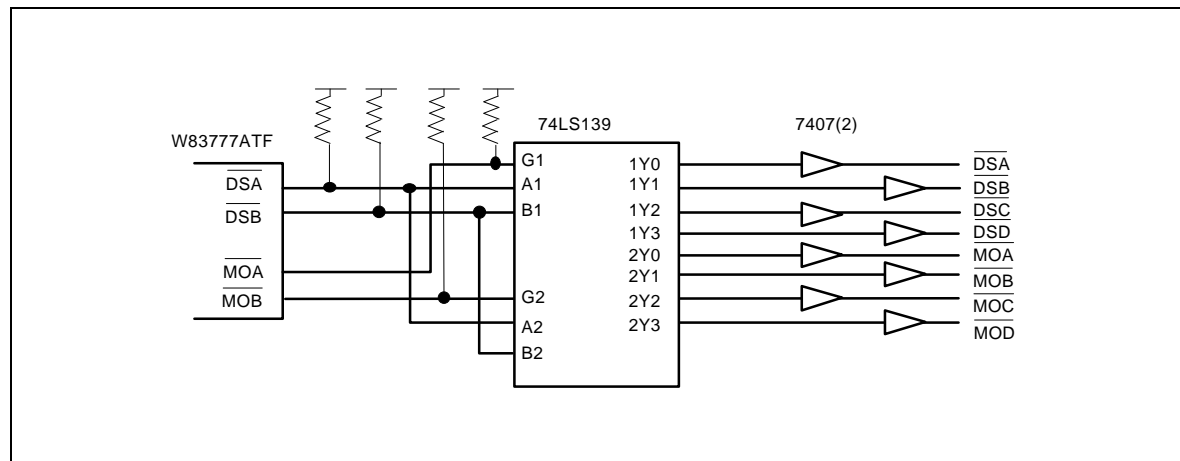 74LS139
7407(2)
W83777ATF
DSA
DSB
MOA
MOB
G1
A1
B1
G2
A2
B2
1Y0
1Y1
1Y2
1Y3
2Y0
2Y1
2Y2
2Y3
DSA
DSB
DSC
DSD
MOA
MOB
MOC
MOD